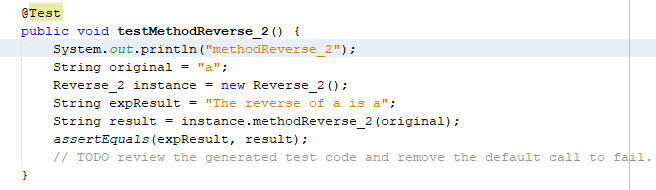 @Test
public void testMethodReverse_2() {
System.out.println("methodReverse_2");
String original = "a";
Reverse_2 instance = new Reverse_2();
String expResult = "The reverse of a is a";
String result = instance.methodReverse_2(original);
assertEquals(expResult, result);
// TODO review the generated test code and remove the default call to fail.
}